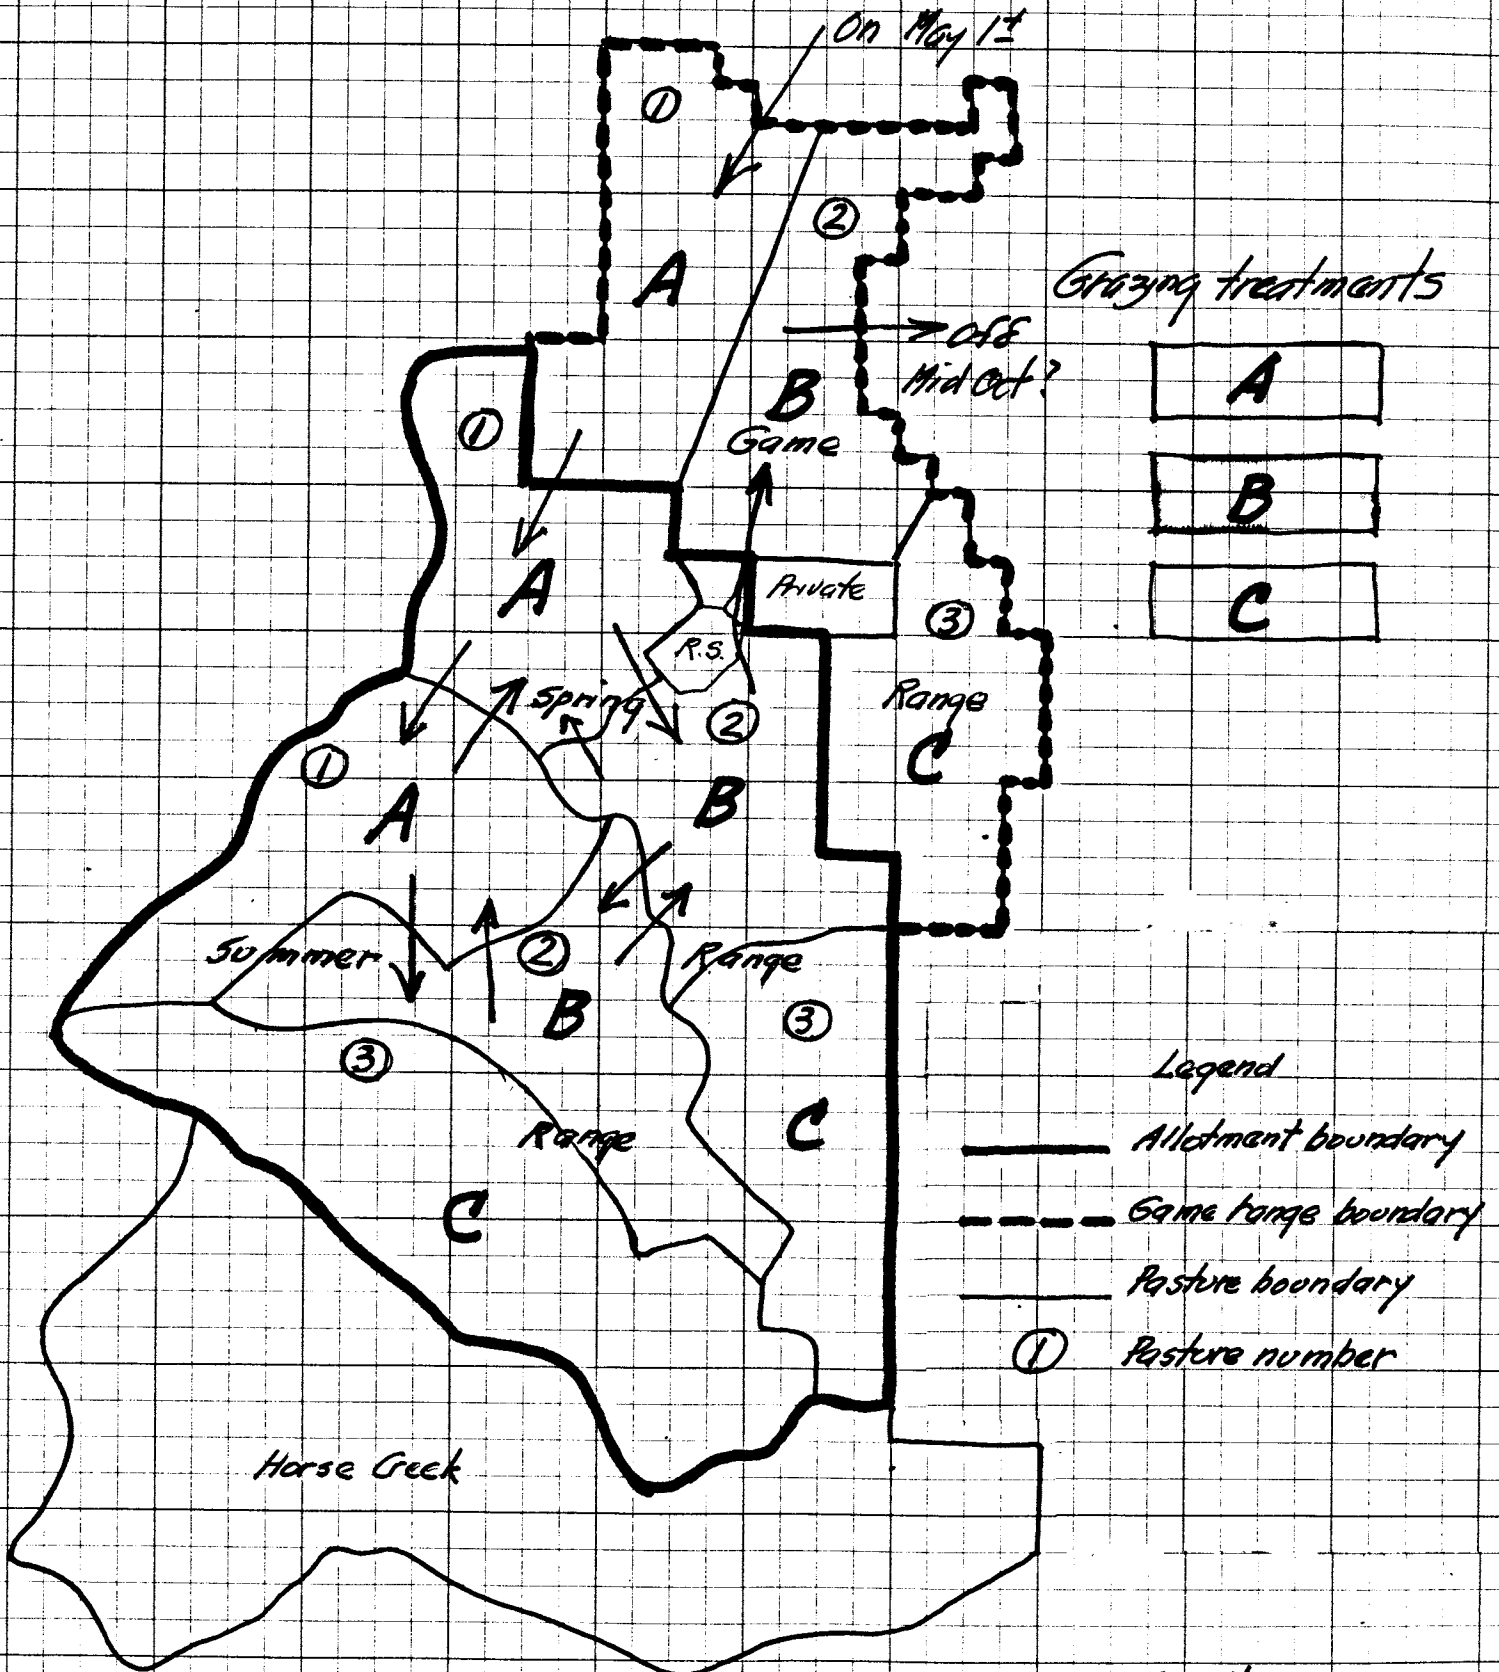 On May 1st
①
②
A
Grazing treatments
off
Mid Oct?
A
B
Game
①
B
A
Private
C
③
R.S.
Spring
Range
②
C
①
A
B
Summer
②
Range
B
③
③
Legend
C
Allotment boundary
Range
C
Game range boundary
Pasture boundary
① Pasture number
Horse Creek